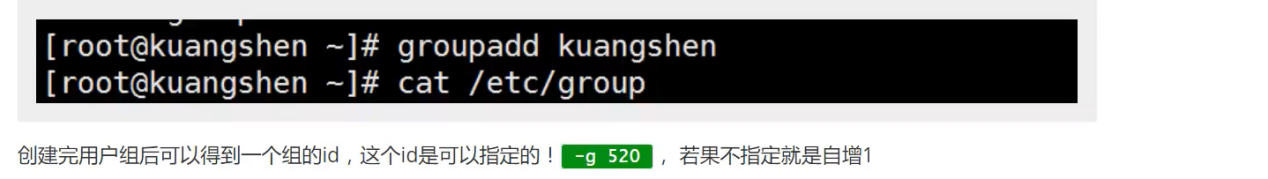 [root@kuangshen ~]# groupadd kuangshen
[root@kuangshen ~]# cat /etc/group
创建完用户组后可以得到一个组的id，这个id是可以指定的！ -g 520 ， 若果不指定就是自增1